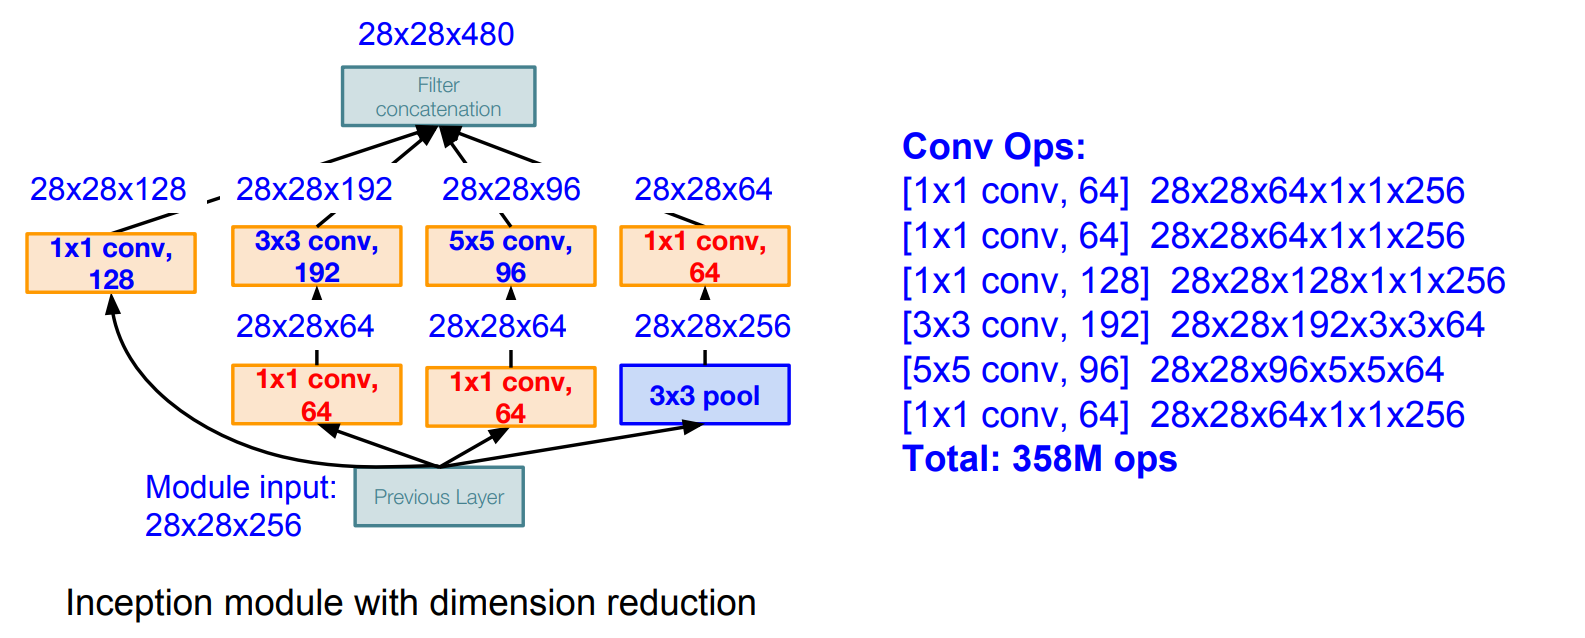 28x28x480
Filter
concatenation
28x28x128
28x28x192
28x28x96
28x28x64
1x1 conv,
128
3x3 conv,
192
5x5 conv,
96
1x1 conv,
64
28x28x64
28x28x64
28x28x256
1x1 conv,
64
1x1 conv,
64
3x3 pool
Module input:
28x28x256
Previous Layer
Inception module with dimension reduction
Conv Ops:
[1x1 conv, 64] 28x28x64x1x1x256
[1x1 conv, 64] 28x28x64x1x1x256
[1x1 conv, 128] 28x28x128x1x1x256
[3x3 conv, 192] 28x28x192x3x3x64
[5x5 conv, 96] 28x28x96x5x5x64
[1x1 conv, 64] 28x28x64x1x1x256
Total: 358M ops